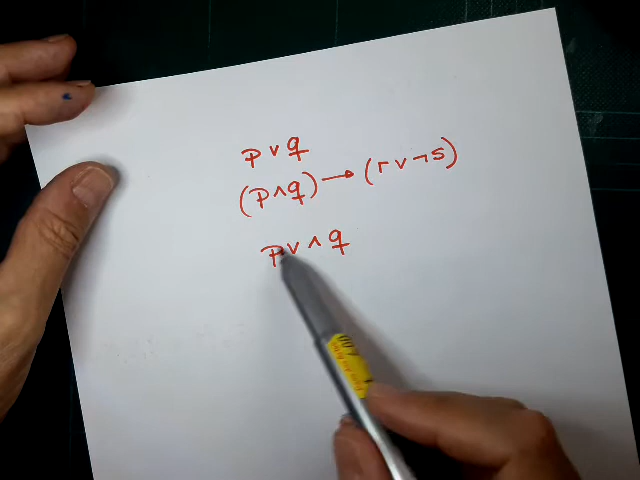 p ∨ q
(p ∧ q) → (r ∨ ¬ s)
p ∨ ∧ q